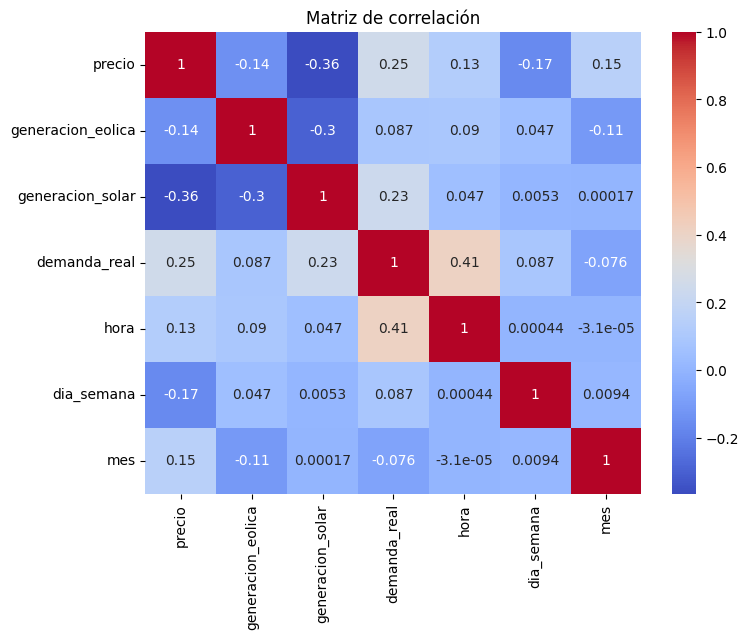 Matriz de correlación
precio 1 -0.14 -0.36 0.25 0.13 -0.17 0.15
generacion_eolica -0.14 1 -0.3 0.087 0.09 0.047 -0.11
generacion_solar -0.36 -0.3 1 0.23 0.047 0.0053 0.00017
demanda_real 0.25 0.087 0.23 1 0.41 0.087 -0.076
hora 0.13 0.09 0.047 0.41 1 0.00044 -3.1e-05
dia_semana -0.17 0.047 0.0053 0.087 0.00044 1 0.0094
mes 0.15 -0.11 0.00017 -0.076 -3.1e-05 0.0094 1
precio
generacion_eolica
generacion_solar
demanda_real
hora
dia_semana
mes
1.0
0.8
0.6
0.4
0.2
0.0
−0.2